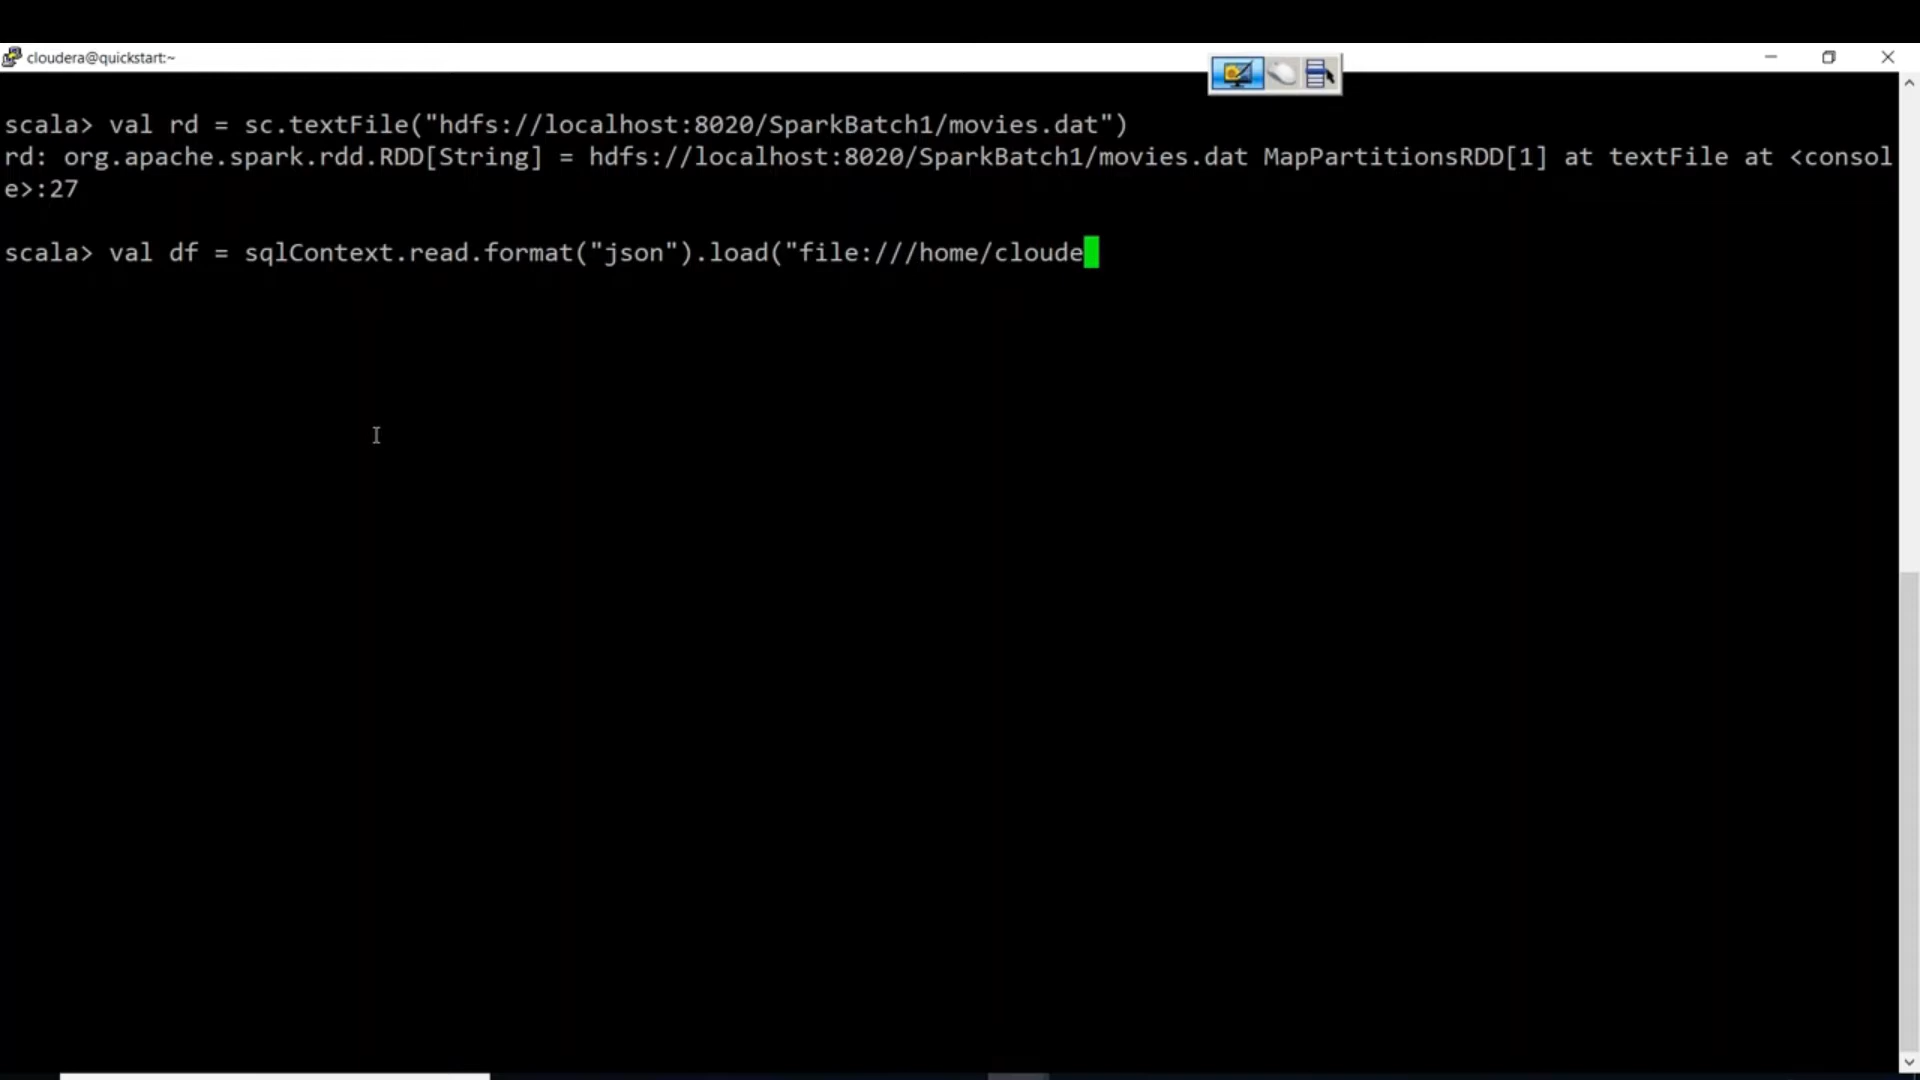 cloudera@quickstart:~
scala> val rd = sc.textFile("hdfs://localhost:8020/SparkBatch1/movies.dat")
rd: org.apache.spark.rdd.RDD[String] = hdfs://localhost:8020/SparkBatch1/movies.dat MapPartitionsRDD[1] at textFile at <consol
e>:27
scala> val df = sqlContext.read.format("json").load("file:///home/cloude